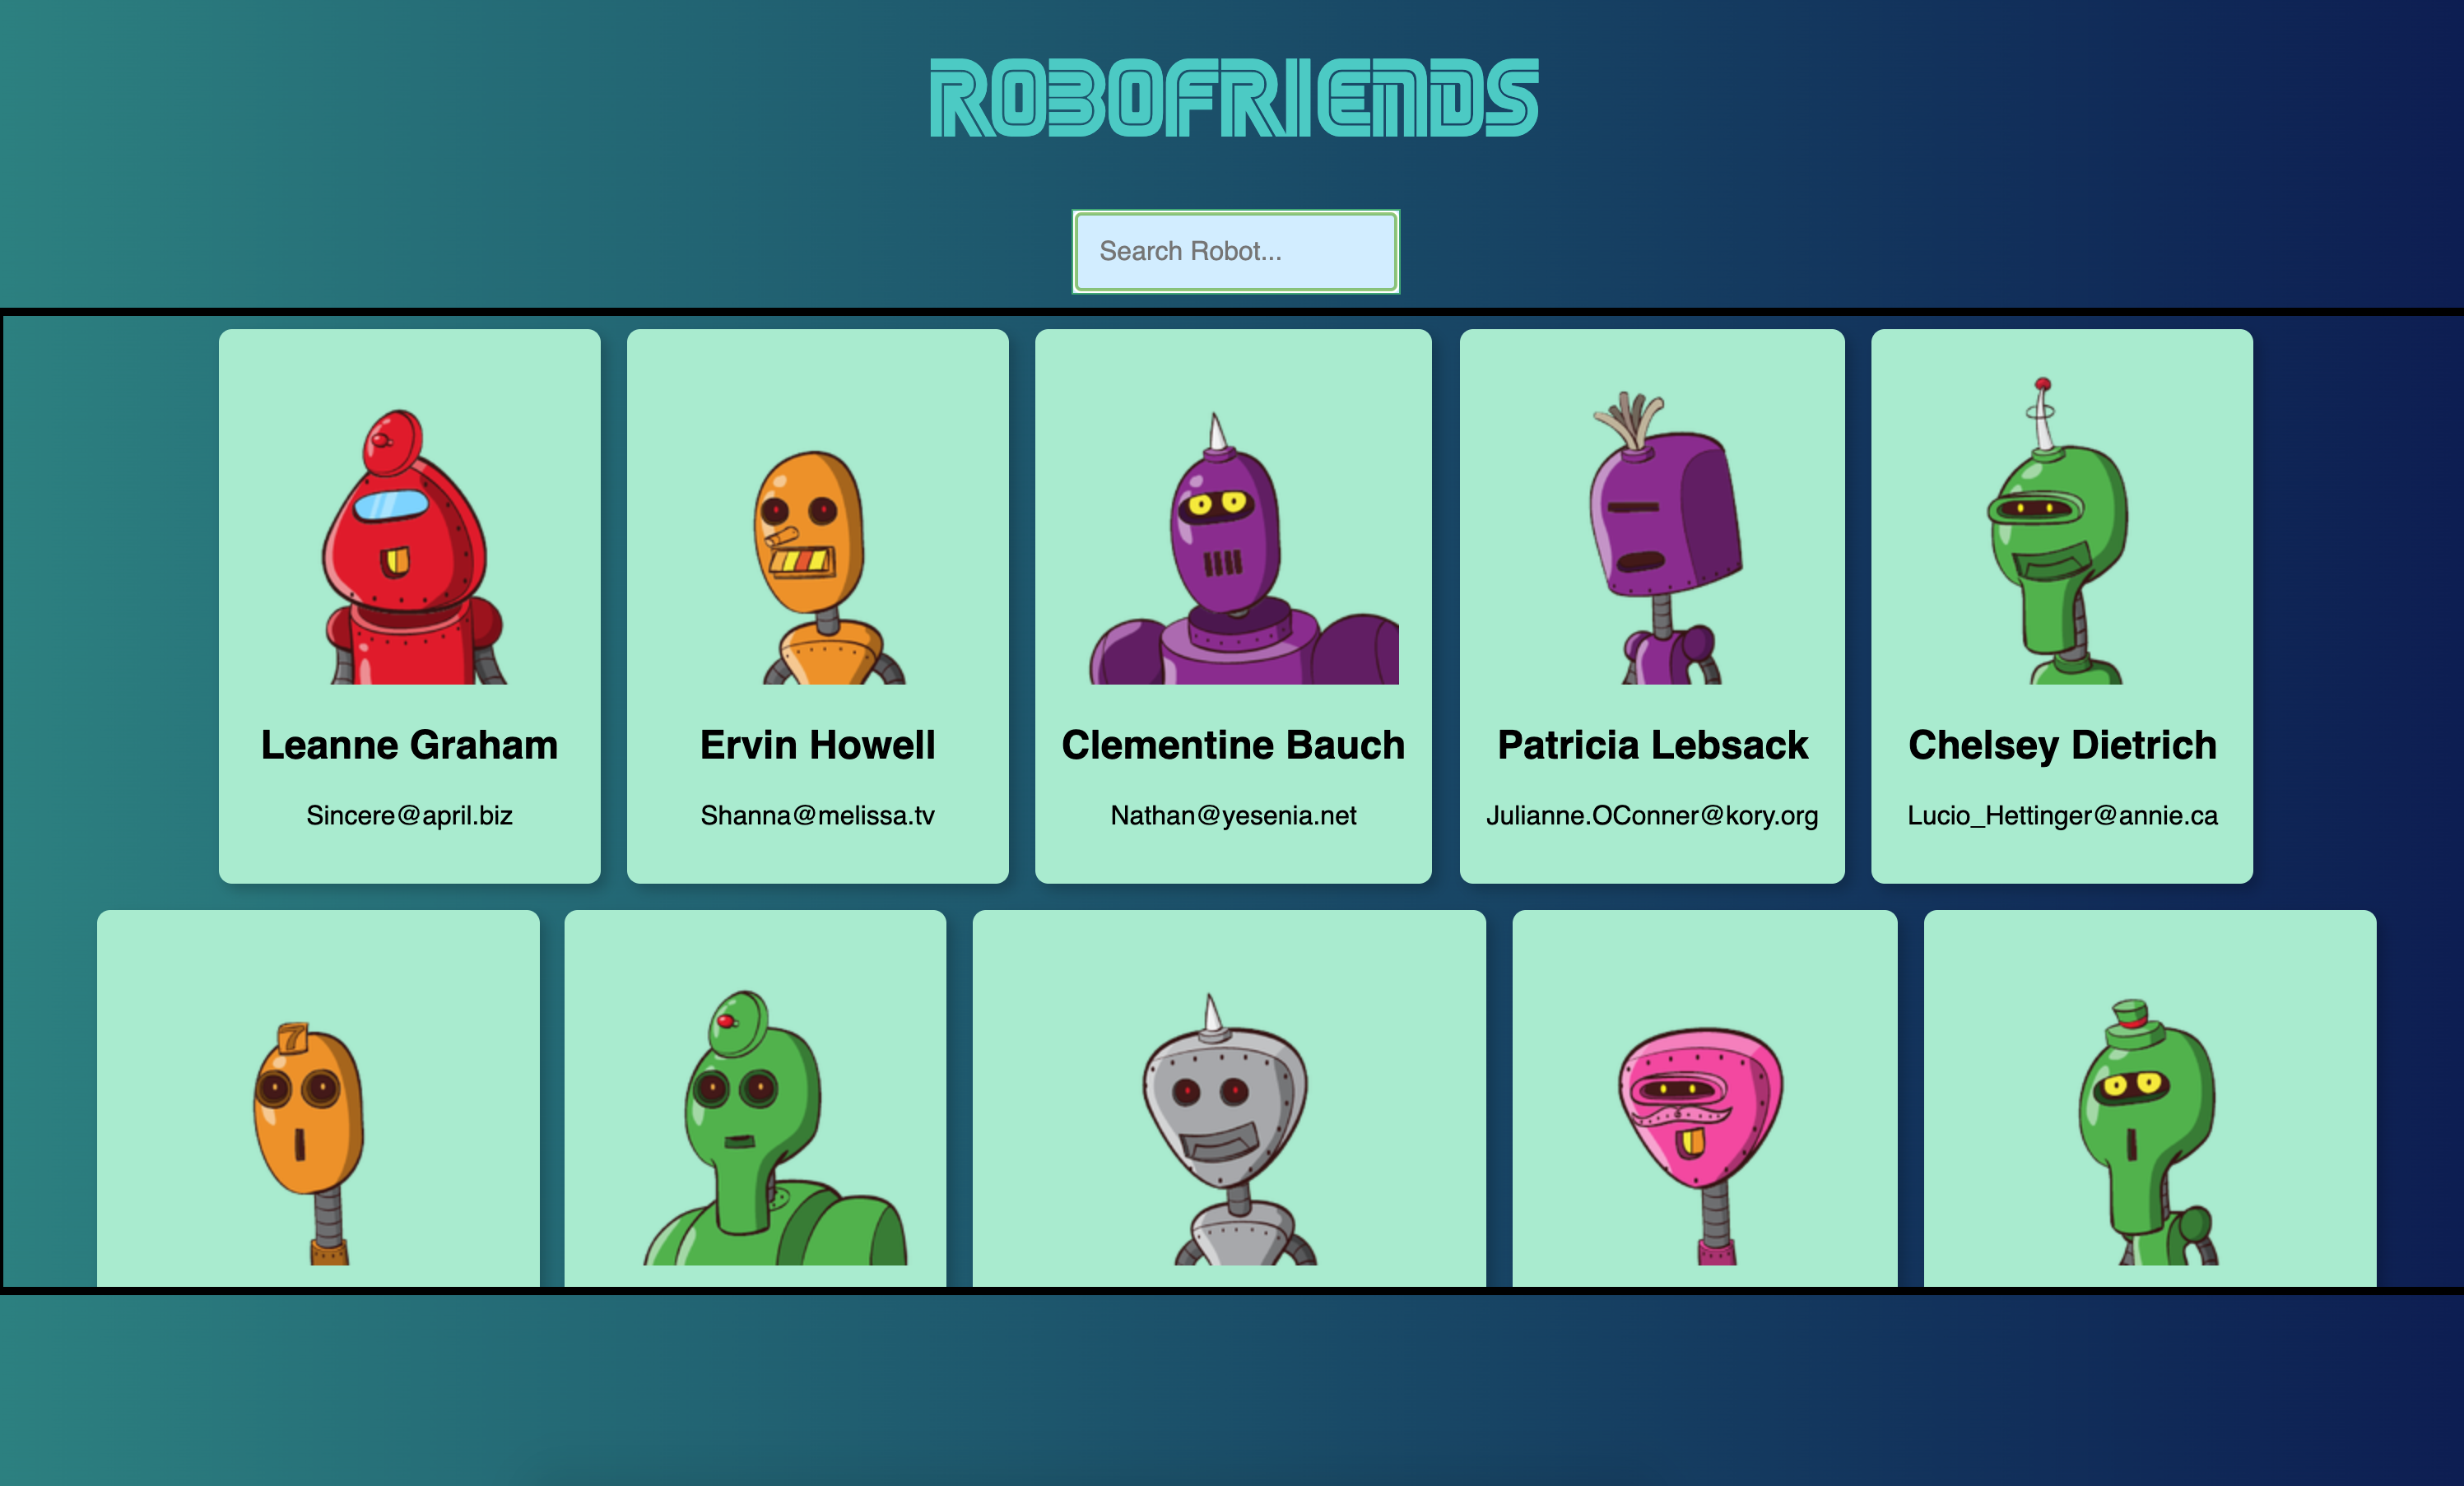 ROBOFRIENDS
Search Robot...
Leanne Graham
Sincere@april.biz
Ervin Howell
Shanna@melissa.tv
Clementine Bauch
Nathan@yesenia.net
Patricia Lebsack
Julianne.OConner@kory.org
Chelsey Dietrich
Lucio_Hettinger@annie.ca
7